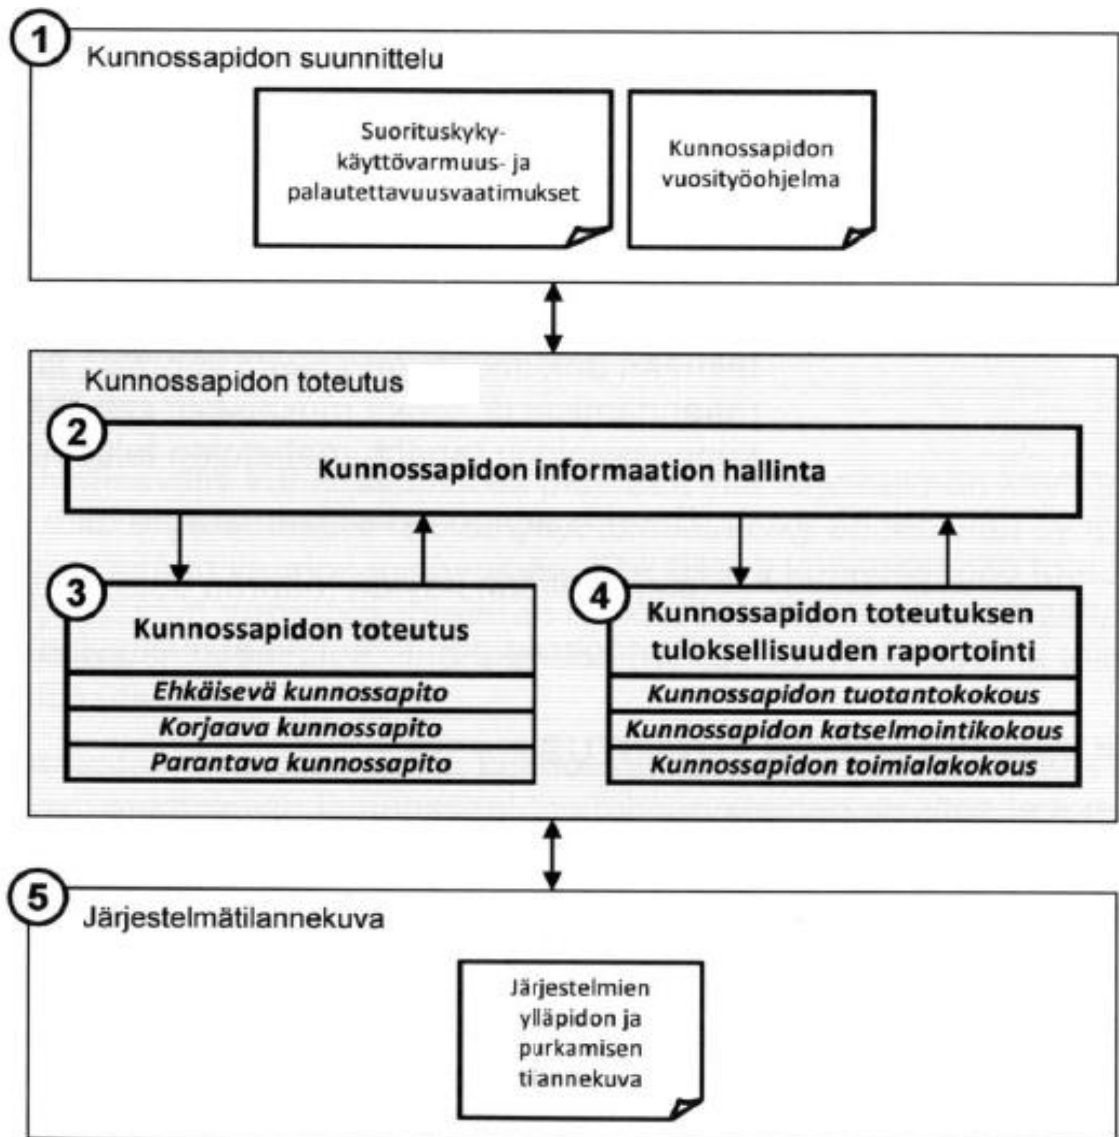 1
Kunnossapidon suunnittelu
Suorituskyky-
käyttövarmuus- ja
palautettavuusvaatimukset
Kunnossapidon
vuosityöohjelma
Kunnossapidon toteutus
2
Kunnossapidon informaation hallinta
3
Kunnossapidon toteutus
Ehkäisevä kunnossapito
Korjaava kunnossapito
Parantava kunnossapito
4
Kunnossapidon toteutuksen
tuloksellisuuden raportointi
Kunnossapidon tuotantokokous
Kunnossapidon katselmointikokous
Kunnossapidon toimialakokous
5
Järjestelmätilannekuva
Järjestelmien
ylläpidon ja
purkamisen
tilannekuva